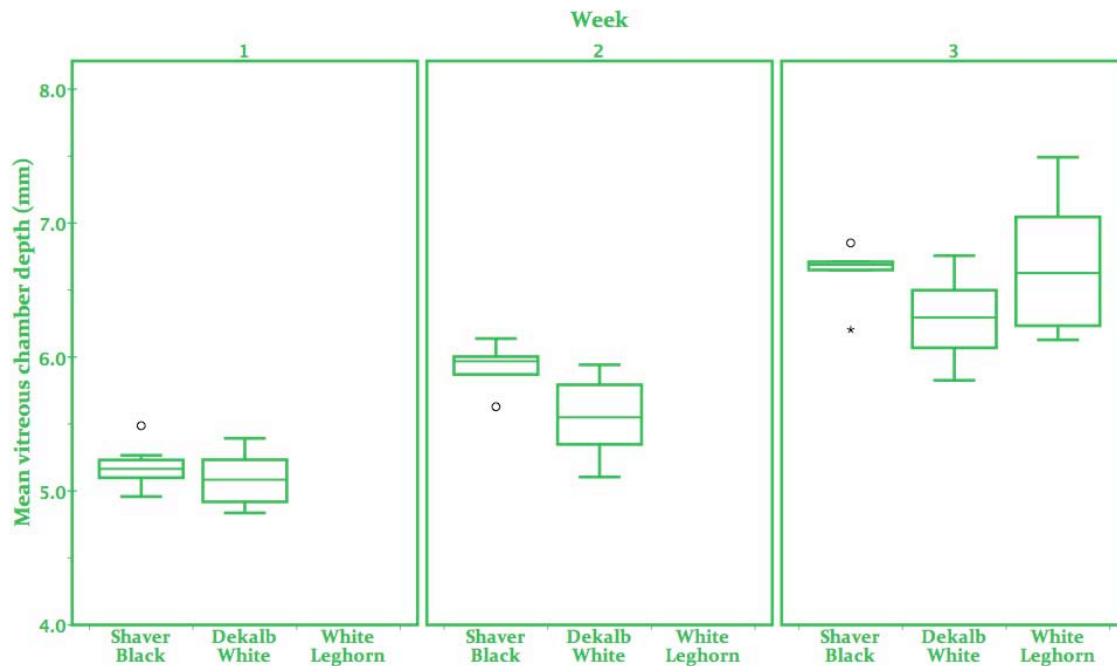 Week
1 2 3
Mean vitreous chamber depth (mm)
8.0
7.0
6.0
5.0
4.0
Shaver Dekalb White Shaver Dekalb White Shaver Dekalb White
Black White Leghorn Black White Leghorn Black White Leghorn